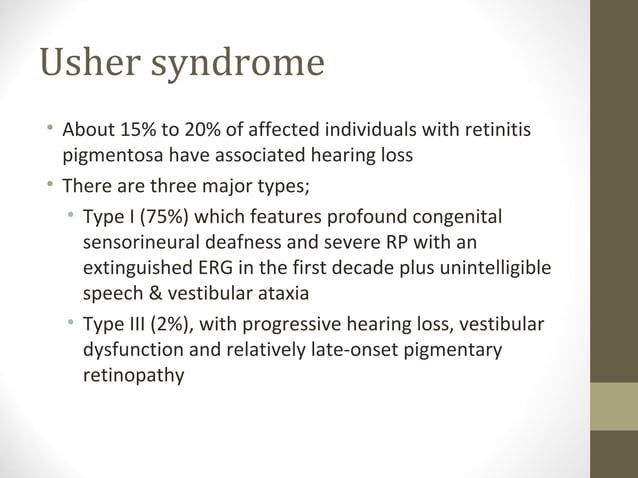 Usher syndrome
• About 15% to 20% of affected individuals with retinitis
pigmentosa have associated hearing loss
• There are three major types;
• Type I (75%) which features profound congenital
sensorineural deafness and severe RP with an
extinguished ERG in the first decade plus unintelligible
speech & vestibular ataxia
• Type III (2%), with progressive hearing loss, vestibular
dysfunction and relatively late-onset pigmentary
retinopathy